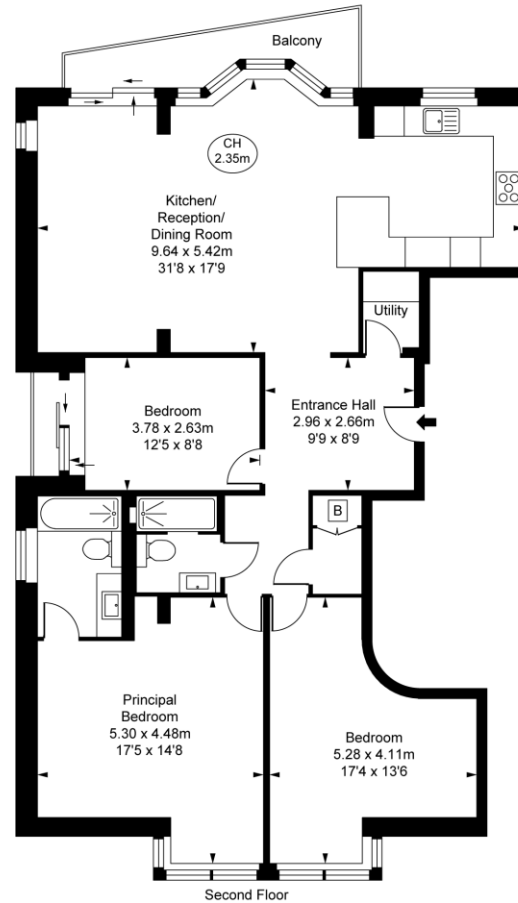 Balcony
CH
2.35m
Kitchen/
Reception/
Dining Room
9.64 x 5.42m
31'8 x 17'9
Utility
Bedroom
3.78 x 2.63m
12'5 x 8'8
Entrance Hall
2.96 x 2.66m
9'9 x 8'9
B
Principal
Bedroom
5.30 x 4.48m
17'5 x 14'8
Bedroom
5.28 x 4.11m
17'4 x 13'6
Second Floor